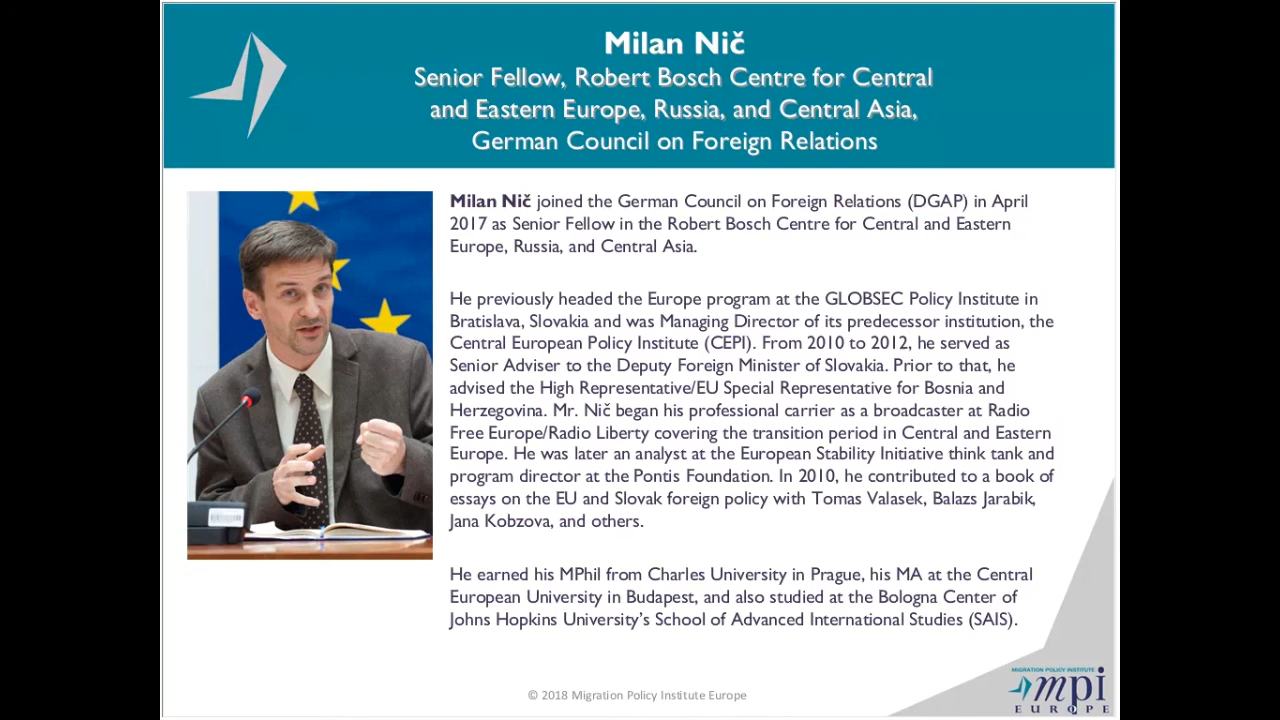 Milan Nič
Senior Fellow, Robert Bosch Centre for Central
and Eastern Europe, Russia, and Central Asia,
German Council on Foreign Relations
Milan Nič joined the German Council on Foreign Relations (DGAP) in April
2017 as Senior Fellow in the Robert Bosch Centre for Central and Eastern
Europe, Russia, and Central Asia.
He previously headed the Europe program at the GLOBSEC Policy Institute in
Bratislava, Slovakia and was Managing Director of its predecessor institution, the
Central European Policy Institute (CEPI). From 2010 to 2012, he served as
Senior Adviser to the Deputy Foreign Minister of Slovakia. Prior to that, he
advised the High Representative/EU Special Representative for Bosnia and
Herzegovina. Mr. Nič began his professional carrier as a broadcaster at Radio
Free Europe/Radio Liberty covering the transition period in Central and Eastern
Europe. He was later an analyst at the European Stability Initiative think tank and
program director at the Pontis Foundation. In 2010, he contributed to a book of
essays on the EU and Slovak foreign policy with Tomas Valasek, Balazs Jarabik,
Jana Kobzova, and others.
He earned his MPhil from Charles University in Prague, his MA at the Central
European University in Budapest, and also studied at the Bologna Center of
Johns Hopkins University's School of Advanced International Studies (SAIS).
© 2018 Migration Policy Institute Europe
MIGRATION POLICY INSTITUTE
mpi
EUROPE